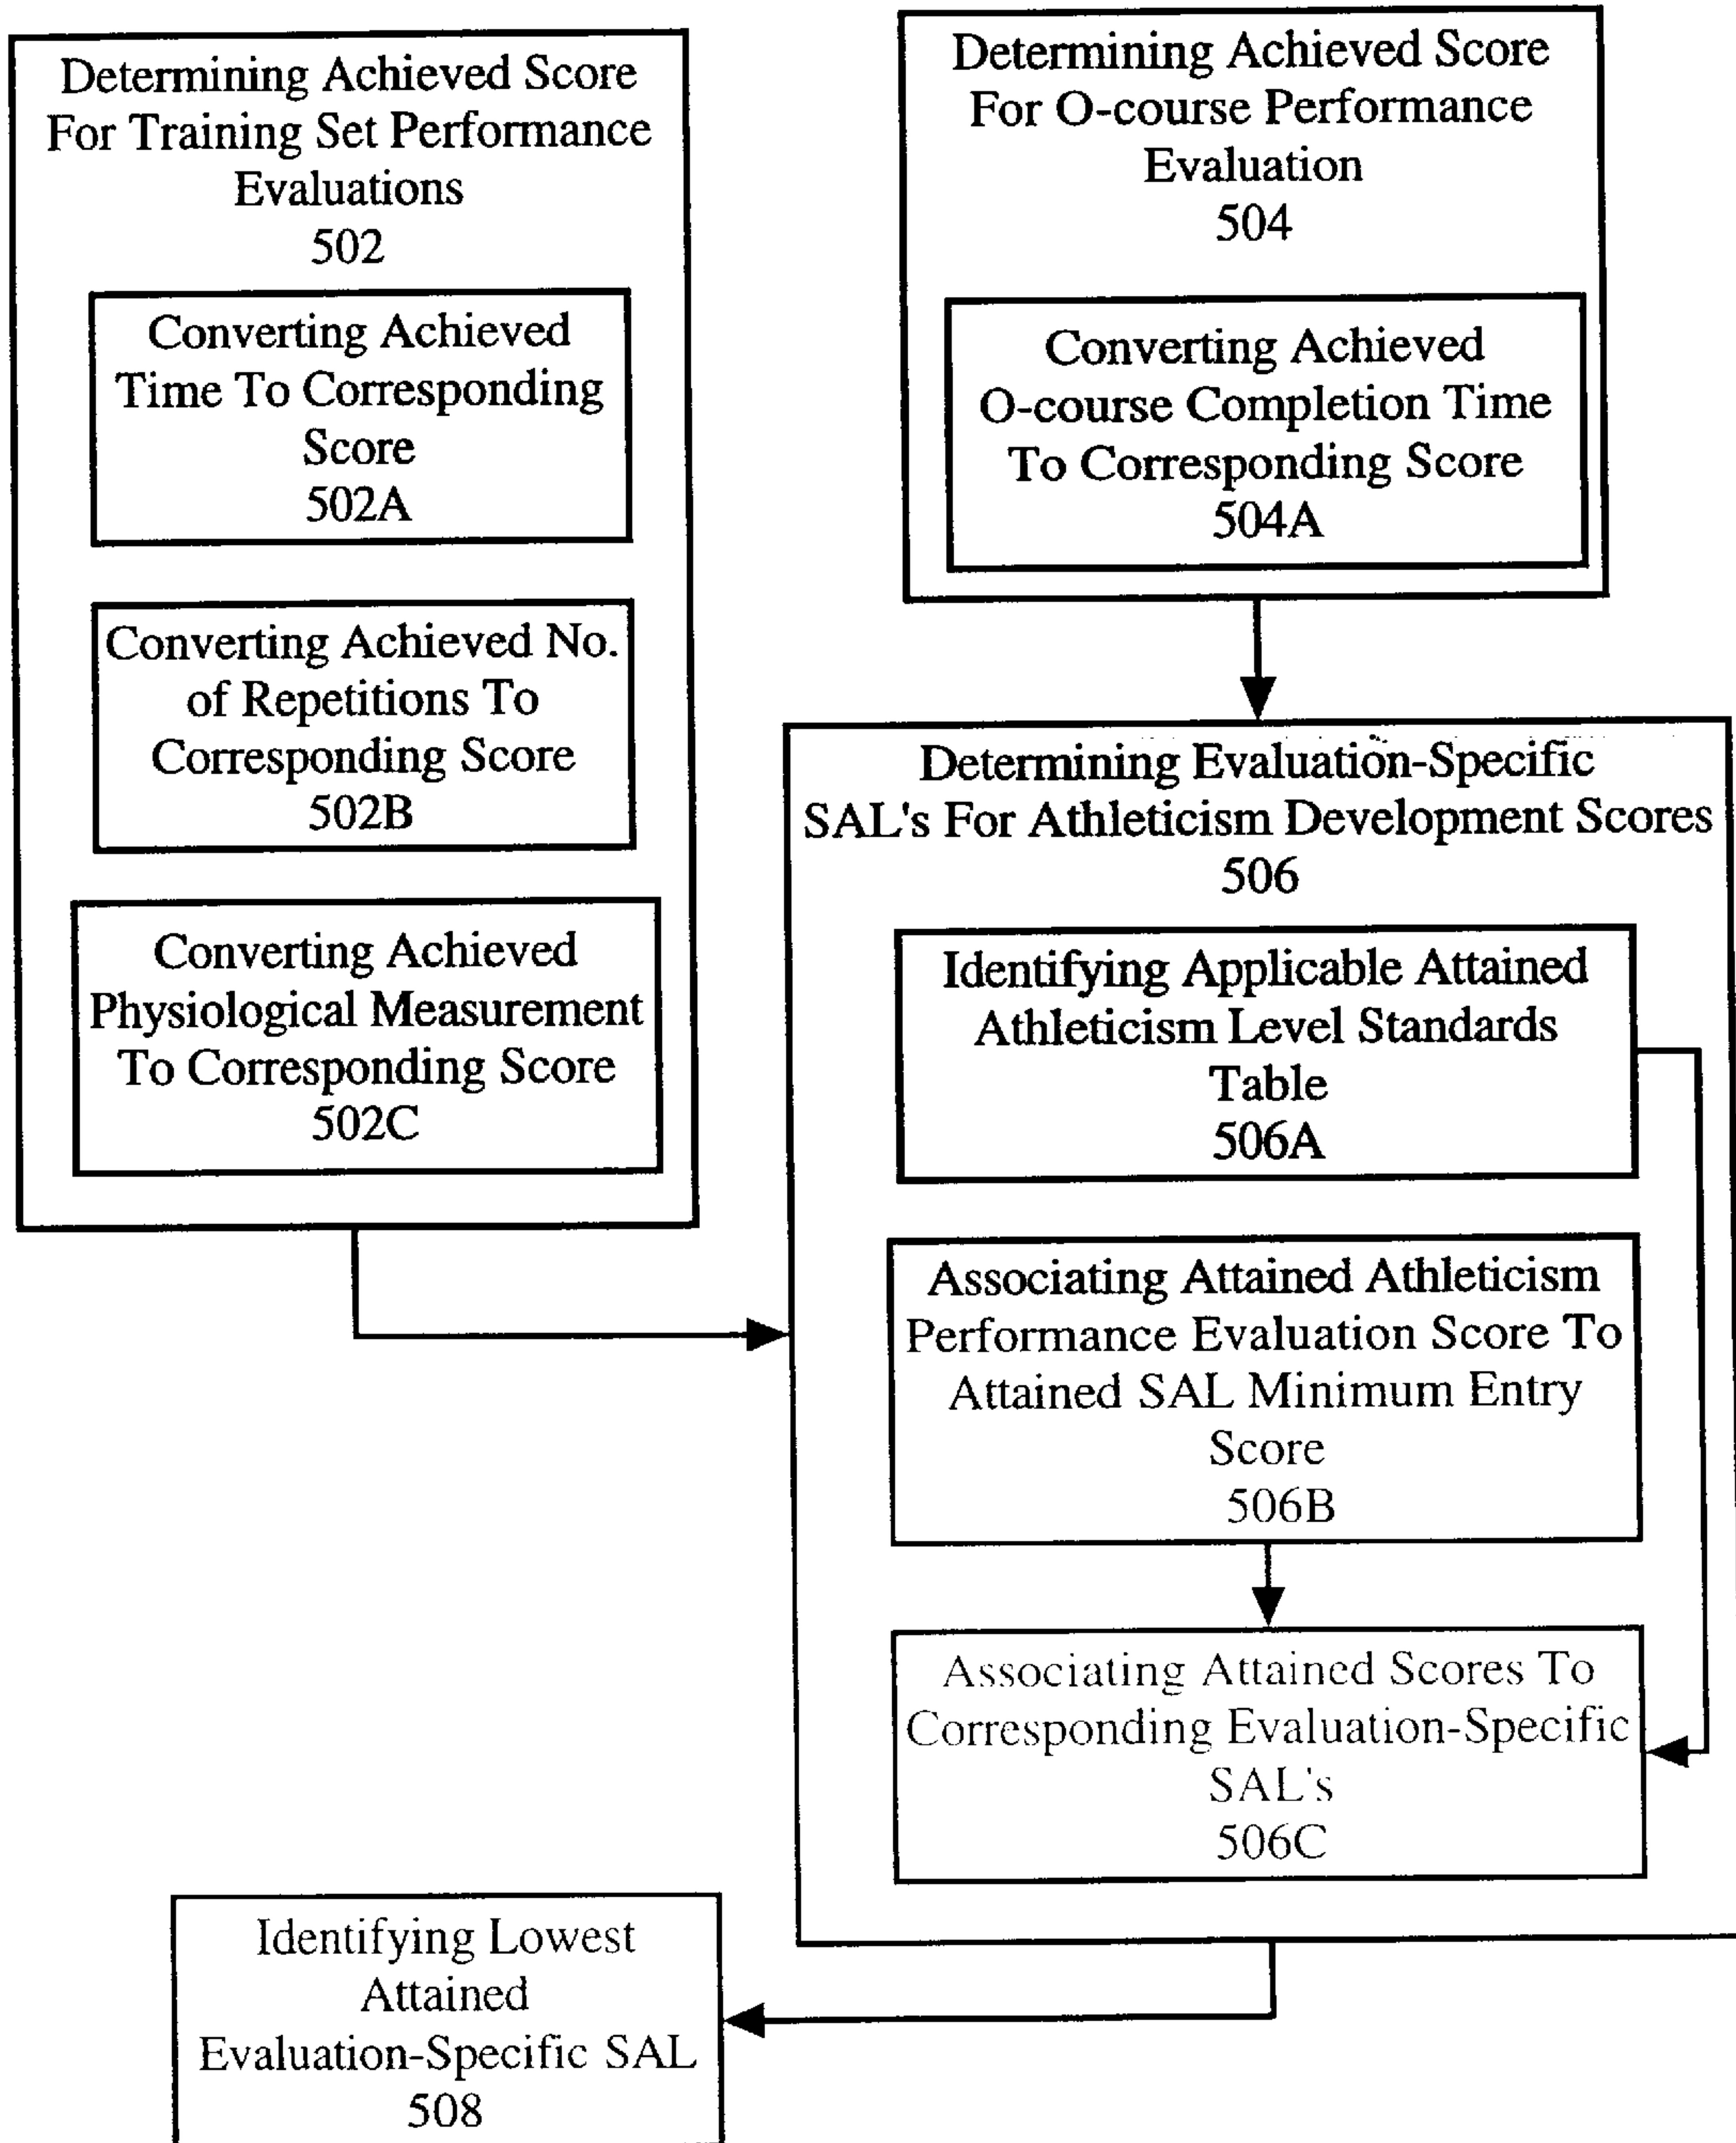 Determining Achieved Score
For Training Set Performance
Evaluations
502
Converting Achieved
Time To Corresponding
Score
502A
Converting Achieved No.
of Repetitions To
Corresponding Score
502B
Converting Achieved
Physiological Measurement
To Corresponding Score
502C
Determining Achieved Score
For O-course Performance
Evaluation
504
Converting Achieved
O-course Completion Time
To Corresponding Score
504A
Determining Evaluation-Specific
SAL's For Athleticism Development Scores
506
Identifying Applicable Attained
Athleticism Level Standards
Table
506A
Associating Attained Athleticism
Performance Evaluation Score To
Attained SAL Minimum Entry
Score
506B
Associating Attained Scores To
Corresponding Evaluation-Specific
SAL's
506C
Identifying Lowest
Attained
Evaluation-Specific SAL
508